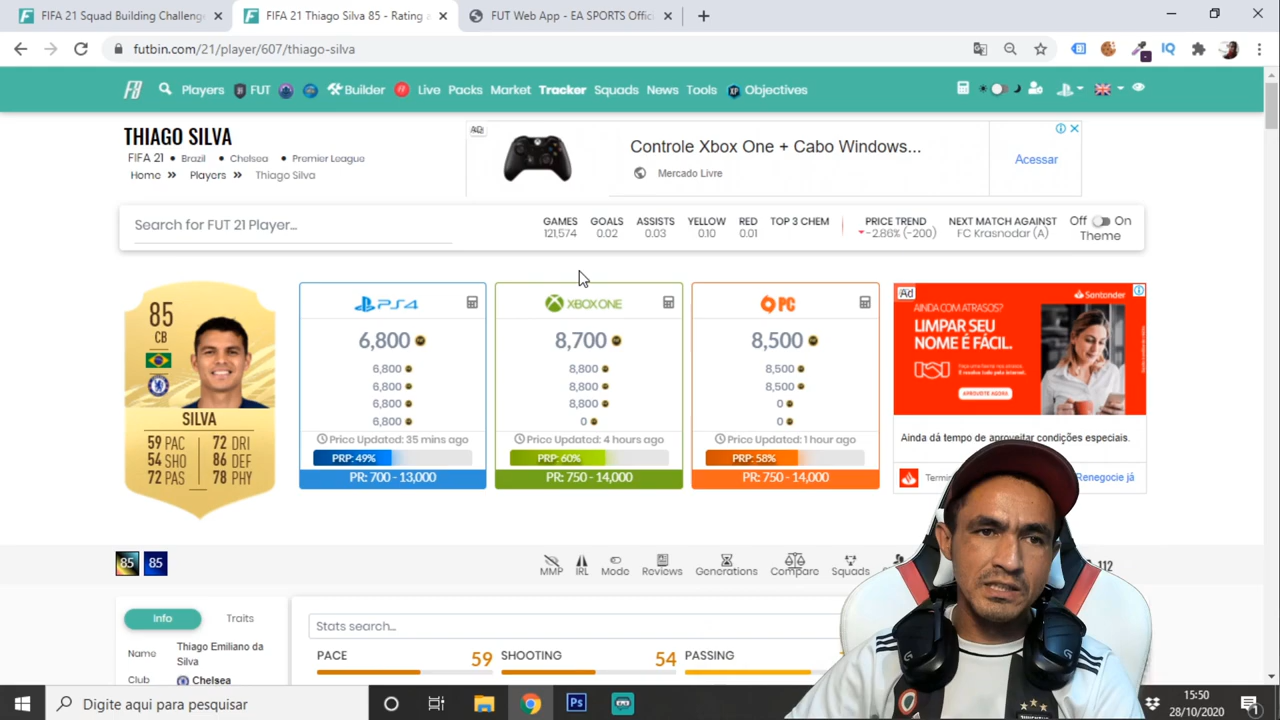 FIFA 21 Squad Building Challenge
FIFA 21 Thiago Silva 85 - Rating a
FUT Web App - EA SPORTS Offici
futbin.com/21/player/607/thiago-silva
IQ
Players FUT Builder Live Packs Market Tracker Squads News Tools Objectives
THIAGO SILVA
FIFA 21 • Brazil • Chelsea • Premier League
Home » Players » Thiago Silva
Ad
Controle Xbox One + Cabo Windows...
Mercado Livre
Acessar
Search for FUT 21 Player...
GAMES GOALS ASSISTS YELLOW RED TOP 3 CHEM PRICE TREND NEXT MATCH AGAINST Off On
121,574 0.02 0.03 0.10 0.01 -2.86% (-200) FC Krasnodar (A) Theme
85
CB
SILVA
59 PAC 72 DRI
54 SHO 86 DEF
72 PAS 78 PHY
PS4
6,800
6,800
6,800
6,800
6,800
Price Updated: 35 mins ago
PRP: 49%
PR: 700 - 13,000
XBOX ONE
8,700
8,800
8,800
8,800
0
Price Updated: 4 hours ago
PRP: 60%
PR: 750 - 14,000
PC
8,500
8,500
8,500
0
0
Price Updated: 1 hour ago
PRP: 58%
PR: 750 - 14,000
Ad
Santander
AINDA COM ATRASOS?
LIMPAR SEU
NOME É FÁCIL.
APROVEITE AGORA
Ainda dá tempo de aproveitar condições especiais.
Renegocie já
85 85
MMP IRL Mode Reviews Generations Compare Squads
112
Info Traits
Stats search...
Name Thiago Emiliano da
Silva
Club Chelsea
PACE 59 SHOOTING 54 PASSING
Digite aqui para pesquisar
Ps
15:50
28/10/2020
1